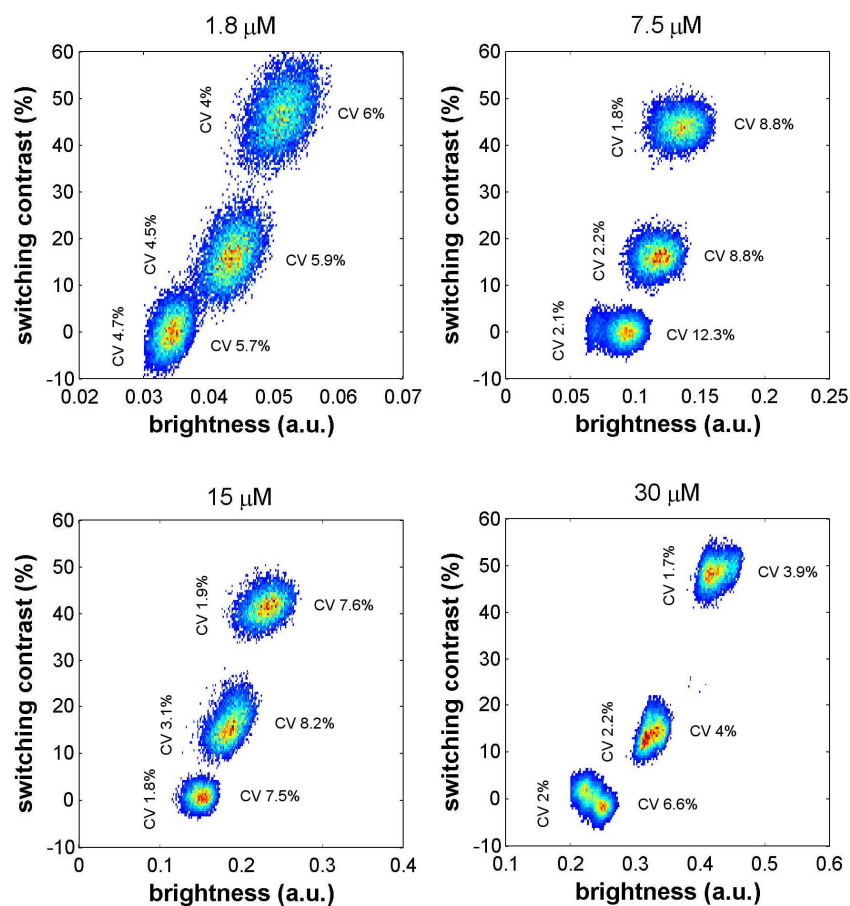 1.8 μM
switching contrast (%)
60
50
40
30
20
10
0
-10
CV 4%
CV 6%
CV 4.5%
CV 5.9%
CV 4.7%
CV 5.7%
0.02
0.03
0.04
0.05
0.06
0.07
brightness (a.u.)
7.5 μM
switching contrast (%)
60
50
40
30
20
10
0
-10
CV 1.8%
CV 8.8%
CV 2.2%
CV 8.8%
CV 2.1%
CV 12.3%
0
0.05
0.1
0.15
0.2
0.25
brightness (a.u.)
15 μM
switching contrast (%)
60
50
40
30
20
10
0
-10
CV 1.9%
CV 7.6%
CV 3.1%
CV 8.2%
CV 1.8%
CV 7.5%
0
0.1
0.2
0.3
0.4
brightness (a.u.)
30 μM
switching contrast (%)
60
50
40
30
20
10
0
-10
CV 1.7%
CV 3.9%
CV 2.2%
CV 4%
CV 2%
CV 6.6%
0.1
0.2
0.3
0.4
0.5
0.6
brightness (a.u.)